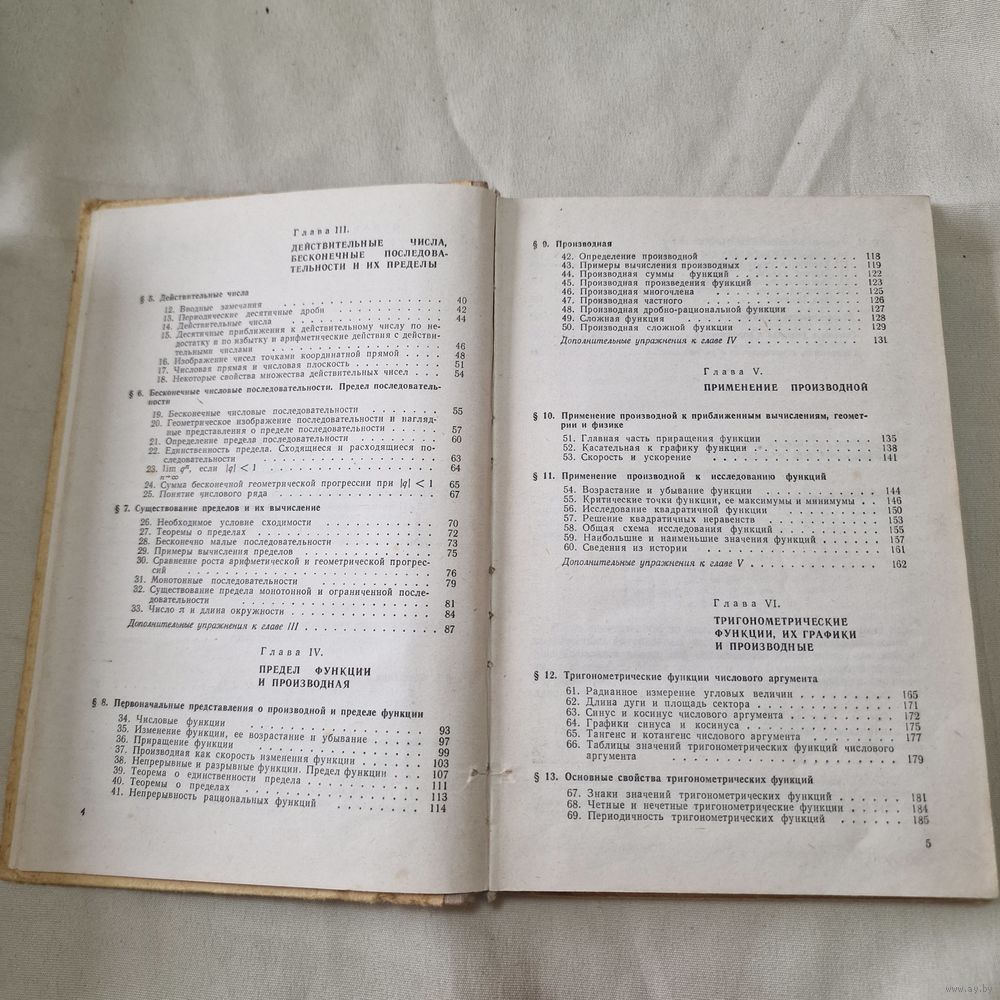 Глава III.
ДЕЙСТВИТЕЛЬНЫЕ ЧИСЛА,
БЕСКОНЕЧНЫЕ ПОСЛЕДОВА-
ТЕЛЬНОСТИ И ИХ ПРЕДЕЛЫ
§ 5. Действительные числа
12. Вводные замечания . . . . . . . . . . . . 40
13. Периодические десятичные дроби . . . . . . . . 42
14. Действительные числа . . . . . . . . . . . . 44
15. Десятичные приближения к действительному числу по не-
достатку и по избытку и арифметические действия с действи-
тельными числами . . . . . . . . . . . . 46
16. Изображение чисел точками координатной прямой . . . 48
17. Числовая прямая и числовая плоскость . . . . . . 51
18. Некоторые свойства множества действительных чисел . . . 54
§ 6. Бесконечные числовые последовательности. Предел последователь-
ности
19. Бесконечные числовые последовательности . . . . . . . 55
20. Геометрическое изображение последовательности и нагляд-
ные представления о пределе последовательности . . . . . 57
21. Определение предела последовательности . . . . . . . 60
22. Единственность предела. Сходящиеся и расходящиеся по-
следовательности . . . . . . . . . . . . 63
23. lim qⁿ, если |q| < 1 . . . . . . . . . . . . 64
n→∞
24. Сумма бесконечной геометрической прогрессии при |q| < 1 65
25. Понятие числового ряда . . . . . . . . . . . . 67
§ 7. Существование пределов и их вычисление
26. Необходимое условие сходимости . . . . . . . . . 70
27. Теоремы о пределах . . . . . . . . . . . . 72
28. Бесконечно малые последовательности . . . . . . . . 73
29. Примеры вычисления пределов . . . . . . . . . . 75
30. Сравнение роста арифметической и геометрической прогрес-
сий . . . . . . . . . . . . 76
31. Монотонные последовательности . . . . . . . . . . 79
32. Существование предела монотонной и ограниченной после-
довательности . . . . . . . . . . . . 81
33. Число π и длина окружности . . . . . . . . . . . 84
Дополнительные упражнения к главе III . . . . . . . . . . . . 87
Глава IV.
ПРЕДЕЛ ФУНКЦИИ
И ПРОИЗВОДНАЯ
§ 8. Первоначальные представления о производной и пределе функции
34. Числовые функции . . . . . . . . . . . . 93
35. Изменение функции, ее возрастание и убывание . . . . . 97
36. Приращение функции . . . . . . . . . . . . 99
37. Производная как скорость изменения функции . . . . . 103
38. Непрерывные и разрывные функции. Предел функции . . . 107
39. Теорема о единственности предела . . . . . . . . . 111
40. Теоремы о пределах . . . . . . . . . . . . 113
41. Непрерывность рациональных функций . . . . . . . . 114
4
§ 9. Производная
42. Определение производной . . . . . . . . . . . . 118
43. Примеры вычисления производных . . . . . . . . . 119
44. Производная суммы функций . . . . . . . . . . . 122
45. Производная произведения функций . . . . . . . . . 123
46. Производная многочлена . . . . . . . . . . . . 125
47. Производная частного . . . . . . . . . . . . 126
48. Производная дробно-рациональной функции . . . . . . 127
49. Сложная функция . . . . . . . . . . . . 128
50. Производная сложной функции . . . . . . . . . . 129
Дополнительные упражнения к главе IV . . . . . . . . . . . . 131
Глава V.
ПРИМЕНЕНИЕ ПРОИЗВОДНОЙ
§ 10. Применение производной к приближенным вычислениям, геомет-
рии и физике
51. Главная часть приращения функции . . . . . . . . . 135
52. Касательная к графику функции . . . . . . . . . . 138
53. Скорость и ускорение . . . . . . . . . . . . 141
§ 11. Применение производной к исследованию функций
54. Возрастание и убывание функции . . . . . . . . . . 144
55. Критические точки функции, ее максимумы и минимумы . . 146
56. Исследование квадратичной функции . . . . . . . . . 150
57. Решение квадратичных неравенств . . . . . . . . . 153
58. Общая схема исследования функций . . . . . . . . . 155
59. Наибольшие и наименьшие значения функций . . . . . . 157
60. Сведения из истории . . . . . . . . . . . . 161
Дополнительные упражнения к главе V . . . . . . . . . . . . 162
Глава VI.
ТРИГОНОМЕТРИЧЕСКИЕ
ФУНКЦИИ, ИХ ГРАФИКИ
И ПРОИЗВОДНЫЕ
§ 12. Тригонометрические функции числового аргумента
61. Радианное измерение угловых величин . . . . . . . . 165
62. Длина дуги и площадь сектора . . . . . . . . . . 171
63. Синус и косинус числового аргумента . . . . . . . . 172
64. Графики синуса и косинуса . . . . . . . . . . . 175
65. Тангенс и котангенс числового аргумента . . . . . . . 177
66. Таблицы значений тригонометрических функций числового
аргумента . . . . . . . . . . . . 179
§ 13. Основные свойства тригонометрических функций
67. Знаки значений тригонометрических функций . . . . . . 181
68. Четные и нечетные тригонометрические функции . . . . . 184
69. Периодичность тригонометрических функций . . . . . . 185
5
www.ay.by